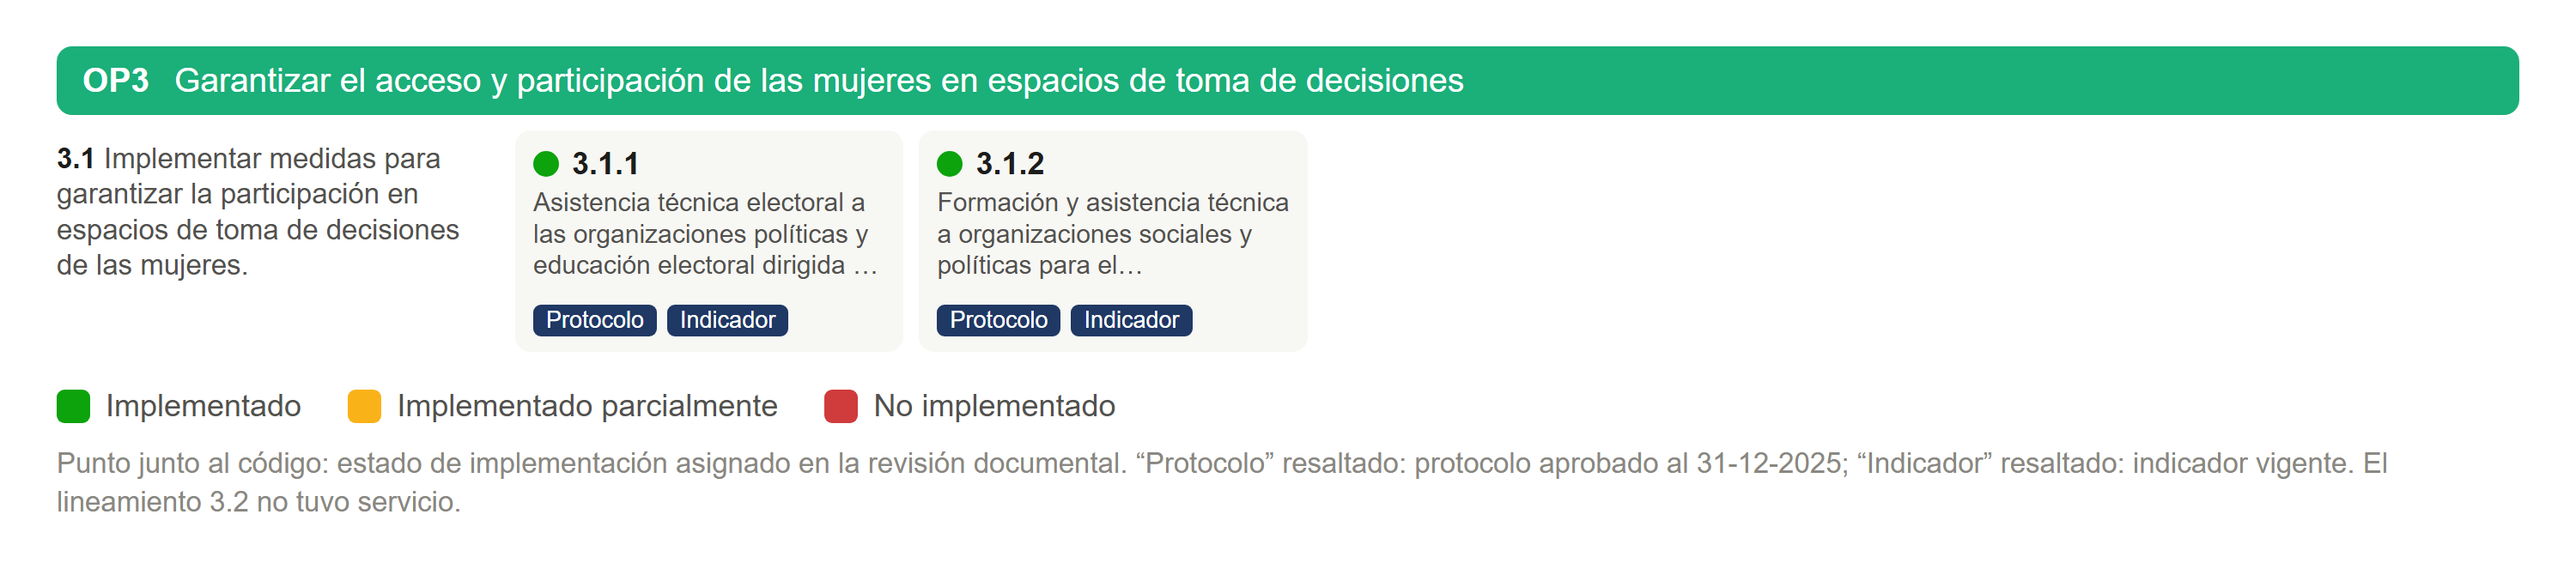 OP3 Garantizar el acceso y participación de las mujeres en espacios de toma de decisiones
3.1 Implementar medidas para
garantizar la participación en
espacios de toma de decisiones
de las mujeres.
3.1.1
Asistencia técnica electoral a
las organizaciones políticas y
educación electoral dirigida …
Protocolo Indicador
3.1.2
Formación y asistencia técnica
a organizaciones sociales y
políticas para el…
Protocolo Indicador
Implementado Implementado parcialmente No implementado
Punto junto al código: estado de implementación asignado en la revisión documental. “Protocolo” resaltado: protocolo aprobado al 31-12-2025; “Indicador” resaltado: indicador vigente. El
lineamiento 3.2 no tuvo servicio.